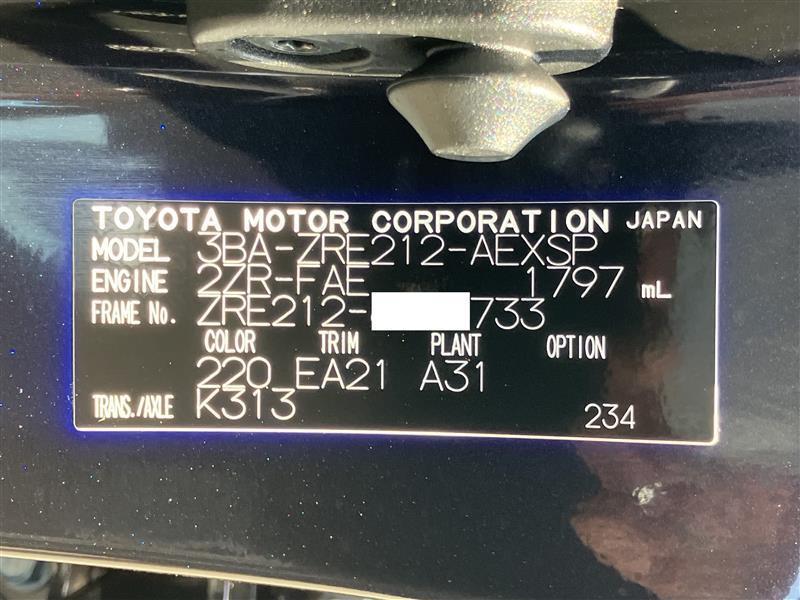 TOYOTA MOTOR CORPORATION JAPAN
MODEL 3BA-ZRE212-AEXSP
ENGINE 2ZR-FAE 1797 mL
FRAME No. ZRE212- 733
COLOR TRIM PLANT OPTION
220 EA21 A31
TRANS./AXLE K313 234